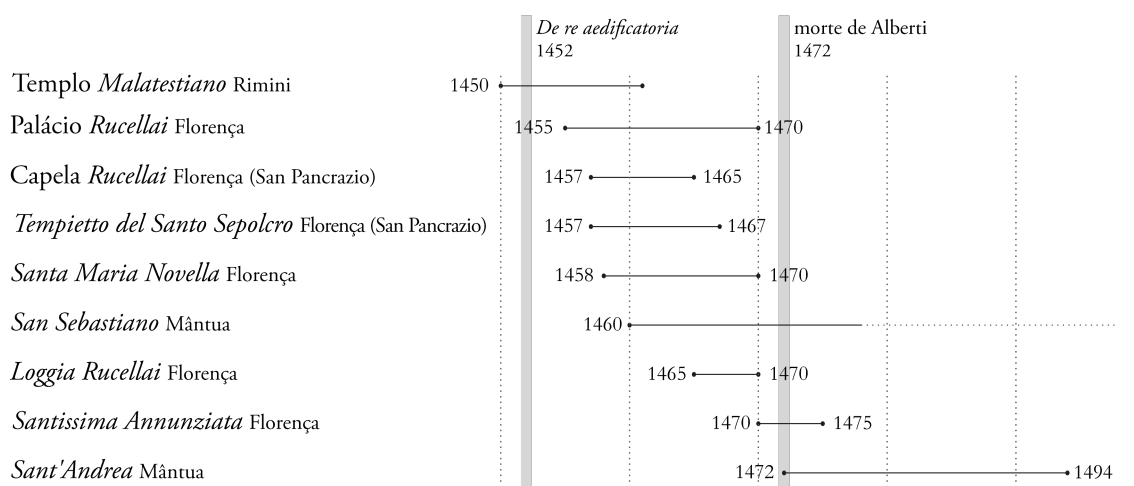 De re aedificatoria
1452
morte de Alberti
1472
Templo Malatestiano Rimini 1450
Palácio Rucellai Florença 1455 1470
Capela Rucellai Florença (San Pancrazio) 1457 1465
Tempietto del Santo Sepolcro Florença (San Pancrazio) 1457 1467
Santa Maria Novella Florença 1458 1470
San Sebastiano Mântua 1460
Loggia Rucellai Florença 1465 1470
Santissima Annunziata Florença 1470 1475
Sant'Andrea Mântua 1472 1494